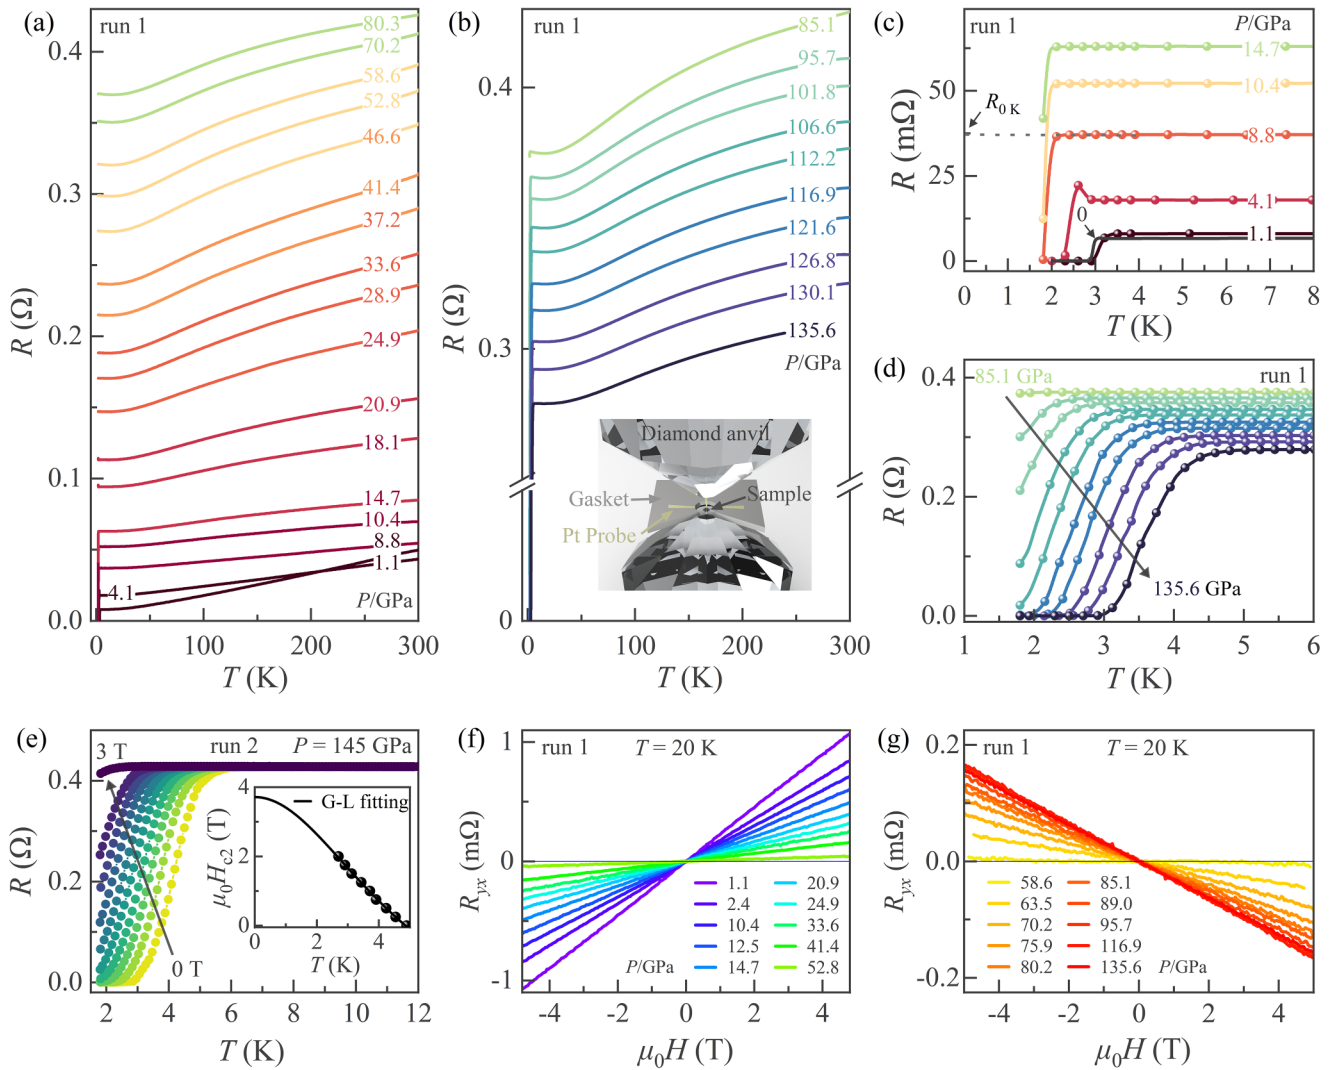 (a)
run 1
80.3
70.2
58.6
52.8
46.6
41.4
37.2
33.6
28.9
24.9
20.9
18.1
14.7
10.4
8.8
1.1
4.1
P/GPa
0.4
0.3
0.2
0.1
0.0
R (Ω)
0 100 200 300
T (K)
(b)
run 1
85.1
95.7
101.8
106.6
112.2
116.9
121.6
126.8
130.1
135.6
P/GPa
0.4
0.3
0
R (Ω)
Diamond anvil
Gasket
Sample
Pt Probe
0 100 200 300
T (K)
(c)
run 1
P/GPa
14.7
10.4
R0 K
8.8
4.1
0
1.1
50
25
0
R (mΩ)
0 1 2 3 4 5 6 7 8
T (K)
(d)
85.1 GPa
run 1
135.6 GPa
0.4
0.2
0.0
R (Ω)
1 2 3 4 5 6
T (K)
(e)
3 T
run 2
P = 145 GPa
0 T
0.4
0.2
0.0
R (Ω)
2 4 6 8 10 12
T (K)
G-L fitting
4
2
0
μ0Hc2 (T)
0 2 4
T (K)
(f)
run 1
T = 20 K
1
0
-1
Ryx (mΩ)
1.1 20.9
2.4 24.9
10.4 33.6
12.5 41.4
14.7 52.8
P/GPa
-4 -2 0 2 4
μ0H (T)
(g)
run 1
T = 20 K
0.2
0.0
-0.2
Ryx (mΩ)
58.6 85.1
63.5 89.0
70.2 95.7
75.9 116.9
80.2 135.6
P/GPa
-4 -2 0 2 4
μ0H (T)